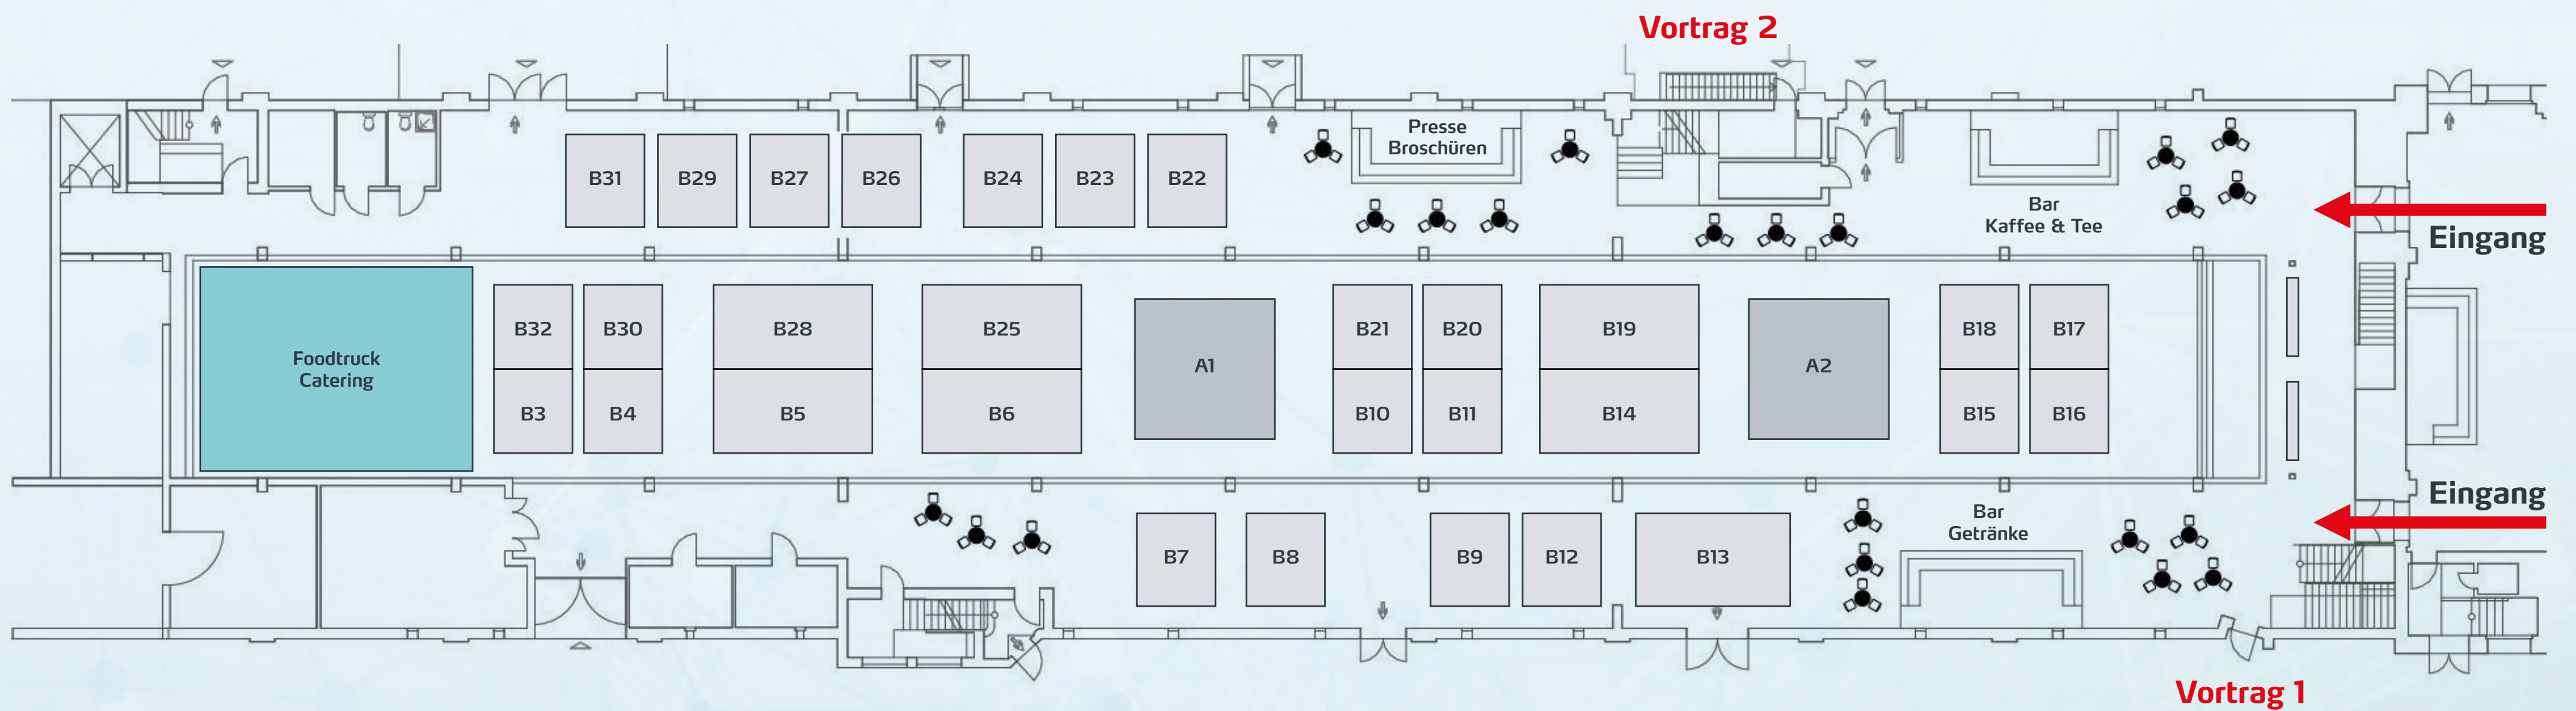 Vortrag 2
Presse
Broschüren
B31
B29
B27
B26
B24
B23
B22
Bar
Kaffee & Tee
Eingang
Foodtruck
Catering
B32
B30
B28
B25
A1
B21
B20
B19
A2
B18
B17
B3
B4
B5
B6
B10
B11
B14
B15
B16
Eingang
Bar
Getränke
B7
B8
B9
B12
B13
Vortrag 1